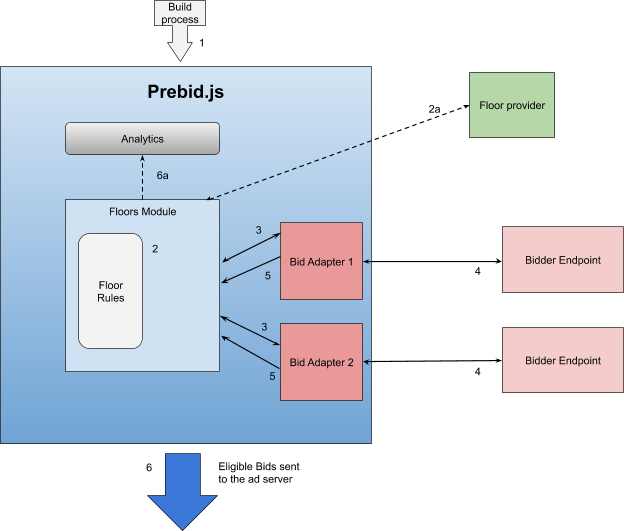 Build
process
1
Prebid.js
Analytics
2a
Floor provider
6a
Floors Module
2
Floor
Rules
3
Bid Adapter 1
5
4
Bidder Endpoint
3
Bid Adapter 2
5
4
Bidder Endpoint
6
Eligible Bids sent
to the ad server